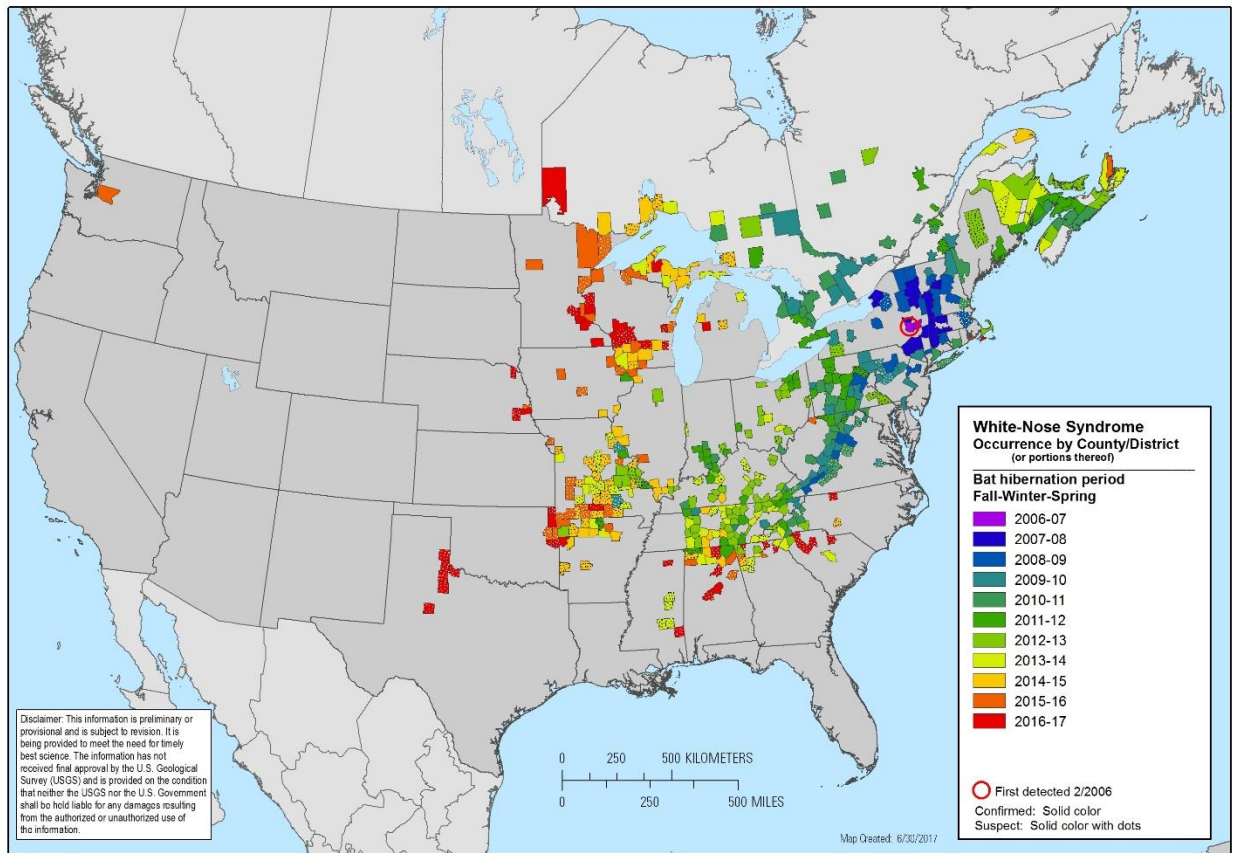 White-Nose Syndrome
Occurrence by County/District
(or portions thereof)
Bat hibernation period
Fall-Winter-Spring
2006-07
2007-08
2008-09
2009-10
2010-11
2011-12
2012-13
2013-14
2014-15
2015-16
2016-17
First detected 2/2006
Confirmed: Solid color
Suspect: Solid color with dots
Disclaimer: This information is preliminary or
provisional and is subject to revision. It is
being provided to meet the need for timely
best science. The information has not
received final approval by the U.S. Geological
Survey (USGS) and is provided on the condition
that neither the USGS nor the U.S. Government
shall be held liable for any damages resulting
from the authorized or unauthorized use of
the information.
0 250 500 KILOMETERS
0 250 500 MILES
Map Created: 6/30/2017